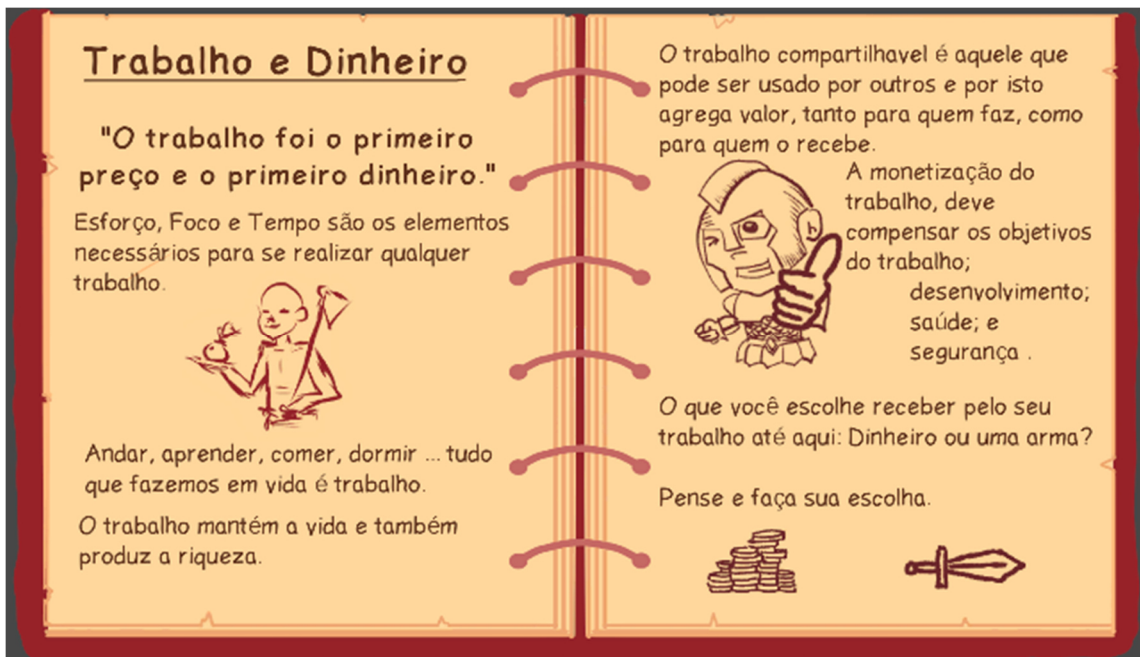 Trabalho e Dinheiro
"O trabalho foi o primeiro
preço e o primeiro dinheiro."
Esforço, Foco e Tempo são os elementos
necessários para se realizar qualquer
trabalho.
Andar, aprender, comer, dormir ... tudo
que fazemos em vida é trabalho.
O trabalho mantém a vida e também
produz a riqueza.
O trabalho compartilhavel é aquele que
pode ser usado por outros e por isto
agrega valor, tanto para quem faz, como
para quem o recebe.
A monetização do
trabalho, deve
compensar os objetivos
do trabalho;
desenvolvimento;
saúde; e
segurança .
O que você escolhe receber pelo seu
trabalho até aqui: Dinheiro ou uma arma?
Pense e faça sua escolha.